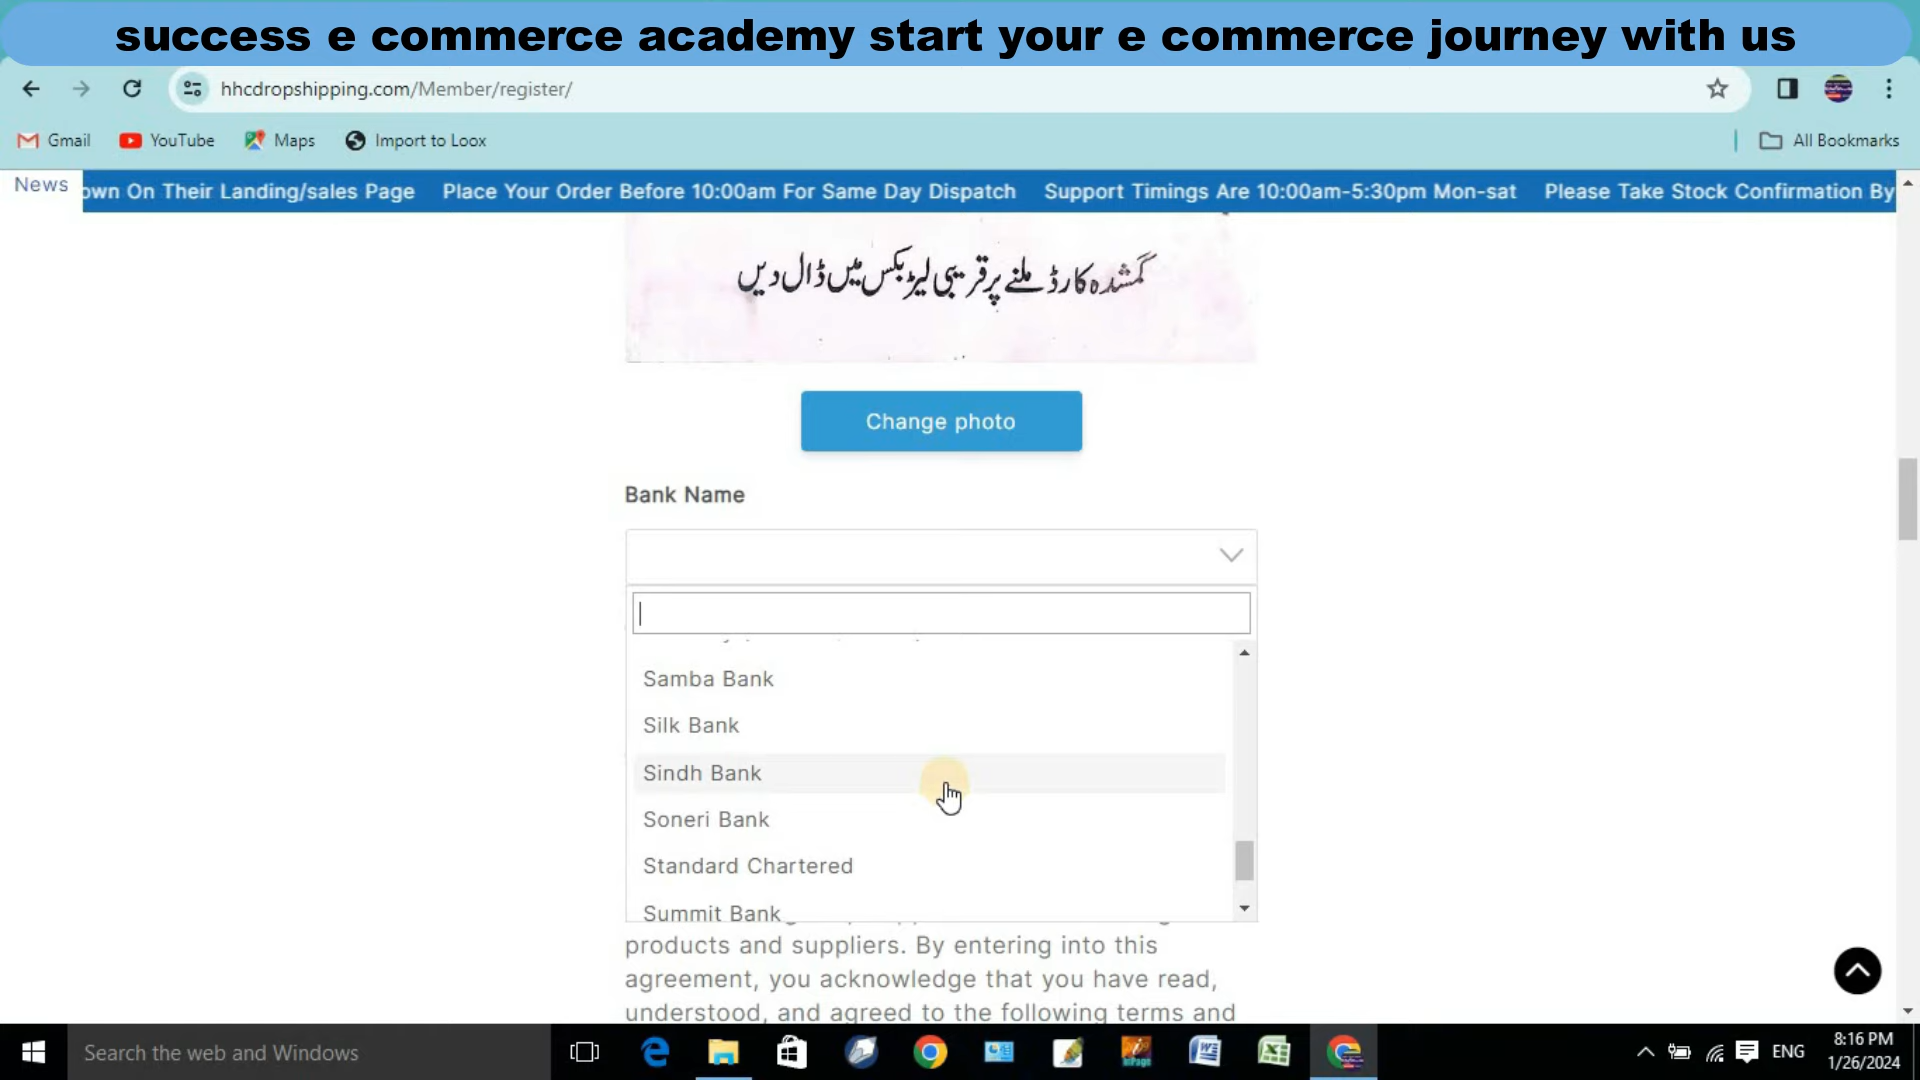 success e commerce academy start your e commerce journey with us
hhcdropshipping.com/Member/register/
Gmail YouTube Maps Import to Loox All Bookmarks
News own On Their Landing/sales Page Place Your Order Before 10:00am For Same Day Dispatch Support Timings Are 10:00am-5:30pm Mon-sat Please Take Stock Confirmation By
گمشدہ کارڈ ملنے پر قریبی لیٹر بکس میں ڈال دیں
Change photo
Bank Name
Samba Bank
Silk Bank
Sindh Bank
Soneri Bank
Standard Chartered
Summit Bank
products and suppliers. By entering into this
agreement, you acknowledge that you have read,
understood, and agreed to the following terms and
Search the web and Windows ENG 8:16 PM
1/26/2024